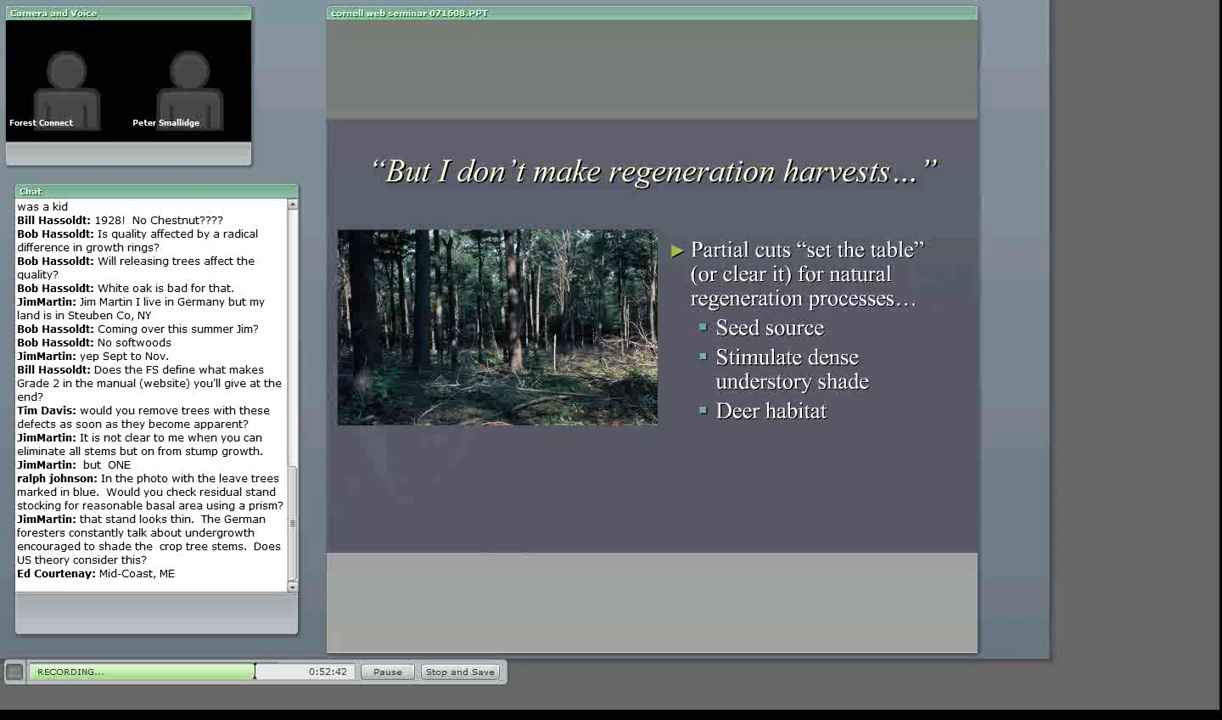 Camera and Voice
Forest Connect
Peter Smallidge
Chat
was a kid
Bill Hassoldt: 1928!  No Chestnut????
Bob Hassoldt: Is quality affected by a radical
difference in growth rings?
Bob Hassoldt: Will releasing trees affect the
quality?
Bob Hassoldt: White oak is bad for that.
JimMartin: Jim Martin I live in Germany but my
land is in Steuben Co, NY
Bob Hassoldt: Coming over this summer Jim?
Bob Hassoldt: No softwoods
JimMartin: yep Sept to Nov.
Bill Hassoldt: Does the FS define what makes
Grade 2 in the manual (website) you'll give at the
end?
Tim Davis: would you remove trees with these
defects as soon as they become apparent?
JimMartin: It is not clear to me when you can
eliminate all stems but on from stump growth.
JimMartin:  but  ONE
ralph johnson: In the photo with the leave trees
marked in blue.  Would you check residual stand
stocking for reasonable basal area using a prism?
JimMartin: that stand looks thin.  The German
foresters constantly talk about undergrowth
encouraged to shade the  crop tree stems.  Does
US theory consider this?
Ed Courtenay: Mid-Coast, ME
cornell web seminar 071608.PPT
“But I don’t make regeneration harvests…”
Partial cuts “set the table”
(or clear it) for natural
regeneration processes…
Seed source
Stimulate dense
understory shade
Deer habitat
RECORDING...
0:52:42
Pause
Stop and Save